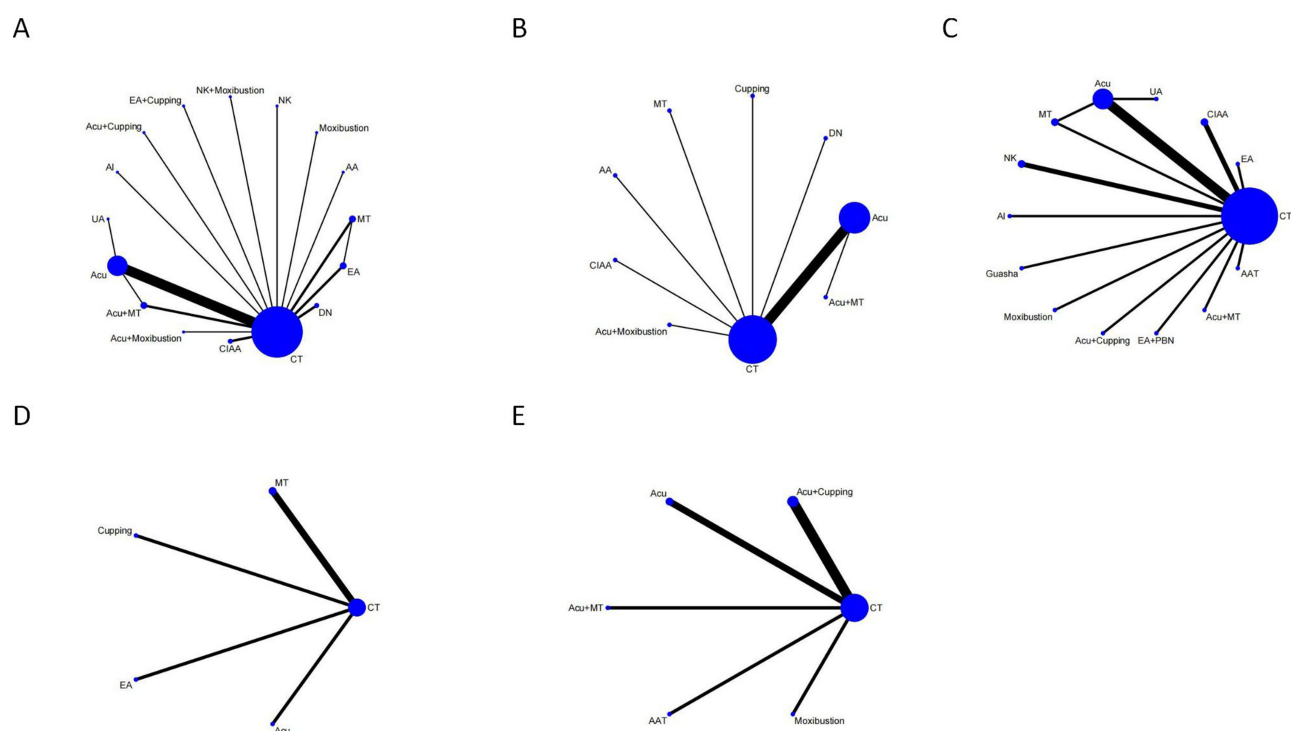 A
B
C
NK+Moxibustion
EA+Cupping
NK
Acu+Cupping
Moxibustion
AI
AA
UA
MT
Acu
EA
Acu+MT
DN
Acu+Moxibustion
CIAA
CT
Cupping
MT
DN
AA
Acu
CIAA
Acu+MT
Acu+Moxibustion
CT
Acu
UA
MT
CIAA
NK
EA
AI
CT
Guasha
AAT
Moxibustion
Acu+MT
Acu+Cupping
EA+PBN
D
E
MT
Cupping
CT
EA
Acu
Acu
Acu+Cupping
Acu+MT
CT
AAT
Moxibustion